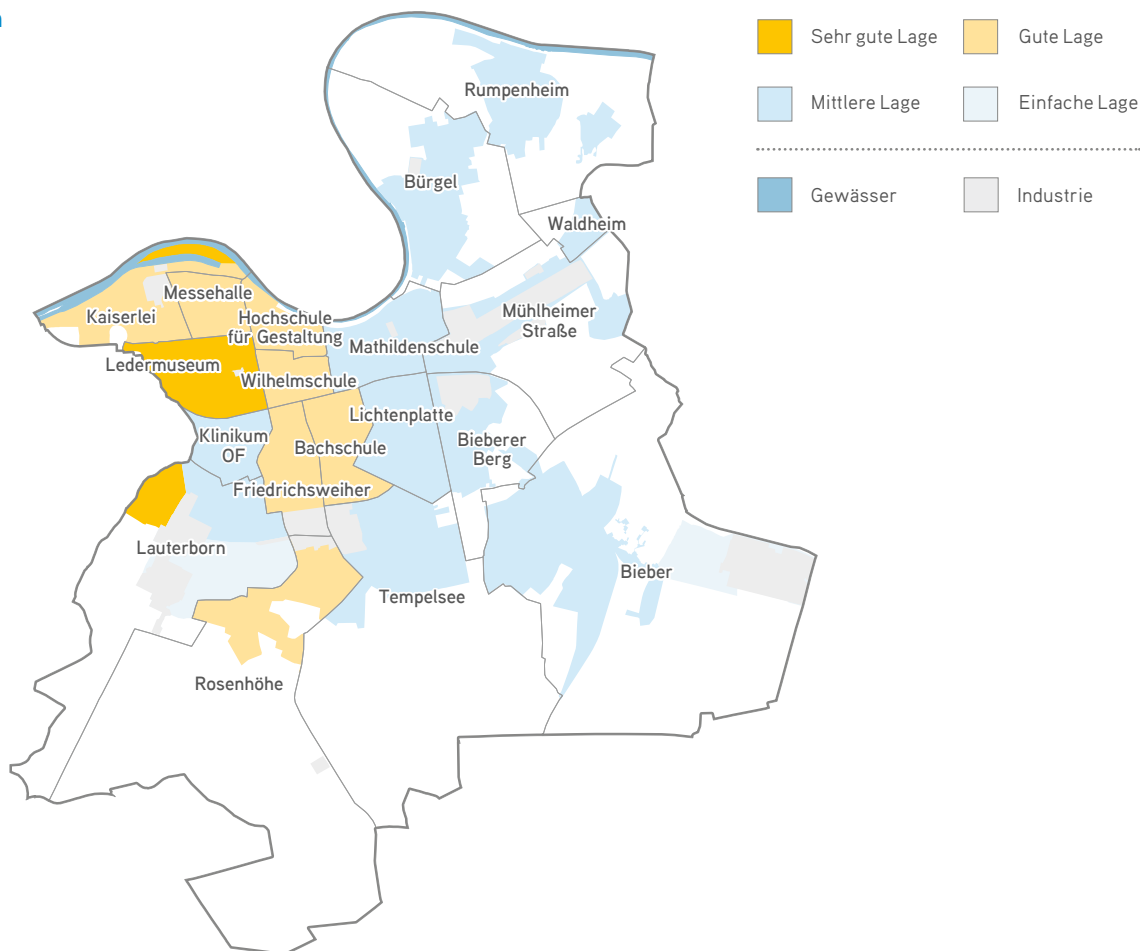 Sehr gute Lage
Gute Lage
Mittlere Lage
Einfache Lage
Gewässer
Industrie
Rumpenheim
Bürgel
Waldheim
Messehalle
Kaiserlei
Hochschule
für Gestaltung
Mühlheimer
Straße
Mathildenschule
Ledermuseum
Wilhelmschule
Lichtenplatte
Klinikum
OF
Bachschule
Bieberer
Berg
Friedrichsweiher
Lauterborn
Bieber
Tempelsee
Rosenhöhe